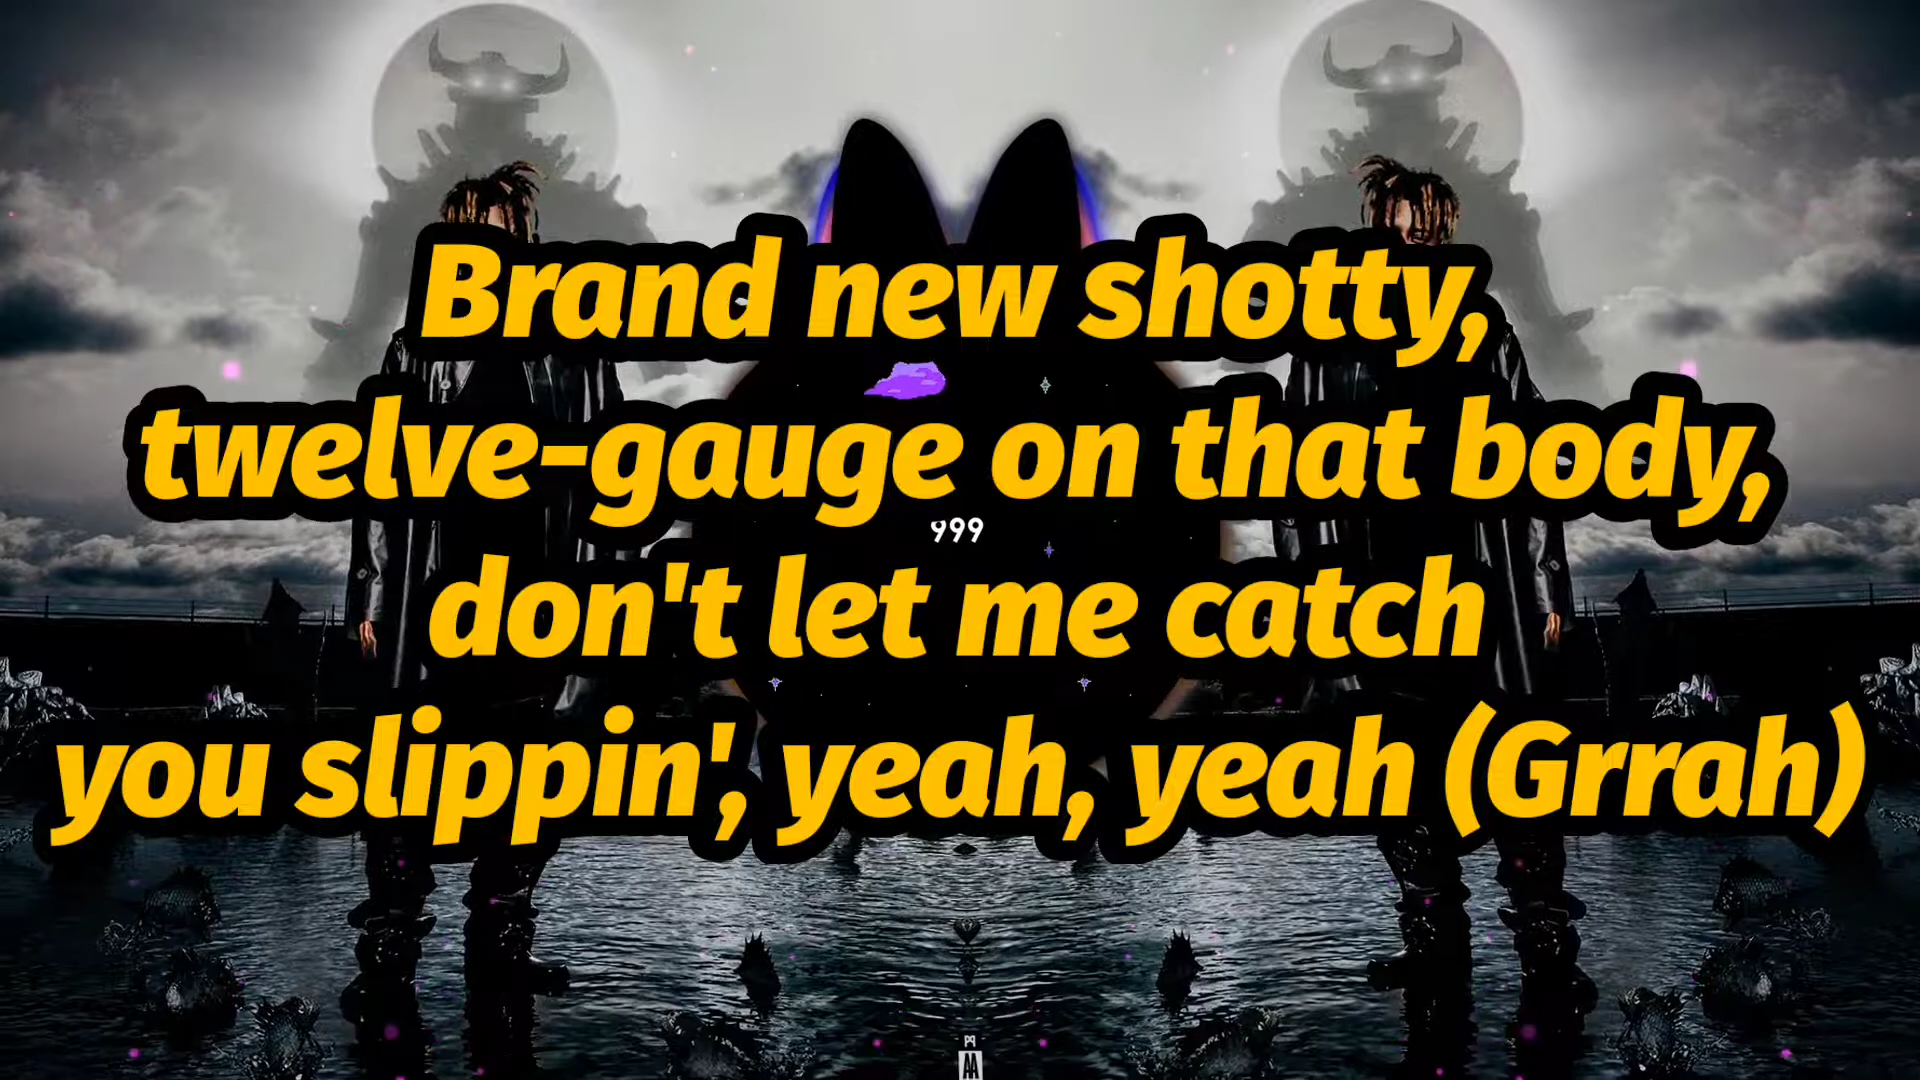 Brand new shotty,
twelve-gauge on that body,
999
don't let me catch
you slippin', yeah, yeah (Grrah)